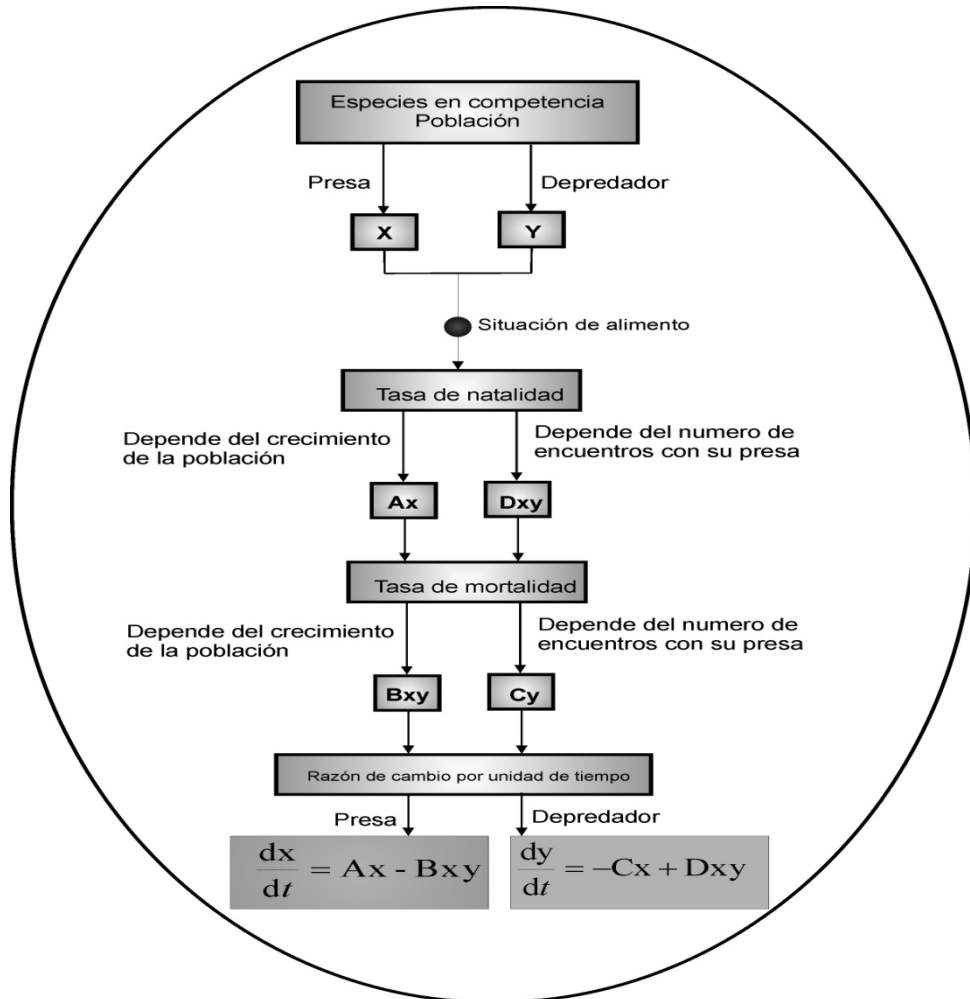 Especies en competencia
Población
Presa
Depredador
X
Y
Situación de alimento
Tasa de natalidad
Depende del crecimiento
de la población
Depende del numero de
encuentros con su presa
Ax
Dxy
Tasa de mortalidad
Depende del crecimiento
de la población
Depende del numero de
encuentros con su presa
Bxy
Cy
Razón de cambio por unidad de tiempo
Presa
Depredador
dx/dt = Ax - Bxy
dy/dt = −Cx + Dxy